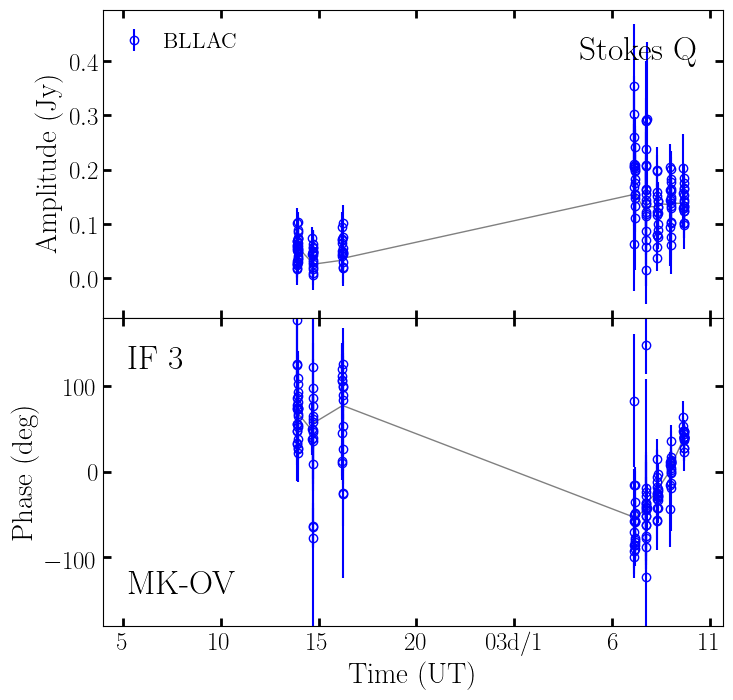 BLLAC
Stokes Q
0.4
0.3
0.2
0.1
0.0
Amplitude (Jy)
IF 3
100
0
−100
Phase (deg)
MK-OV
5 10 15 20 03d/1 6 11
Time (UT)